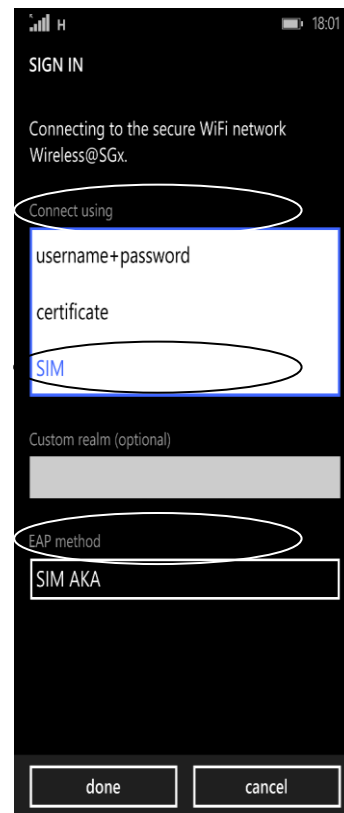 H 18:01
SIGN IN
Connecting to the secure WiFi network
Wireless@SGx.
Connect using
username+password
certificate
SIM
Custom realm (optional)
EAP method
SIM AKA
done cancel